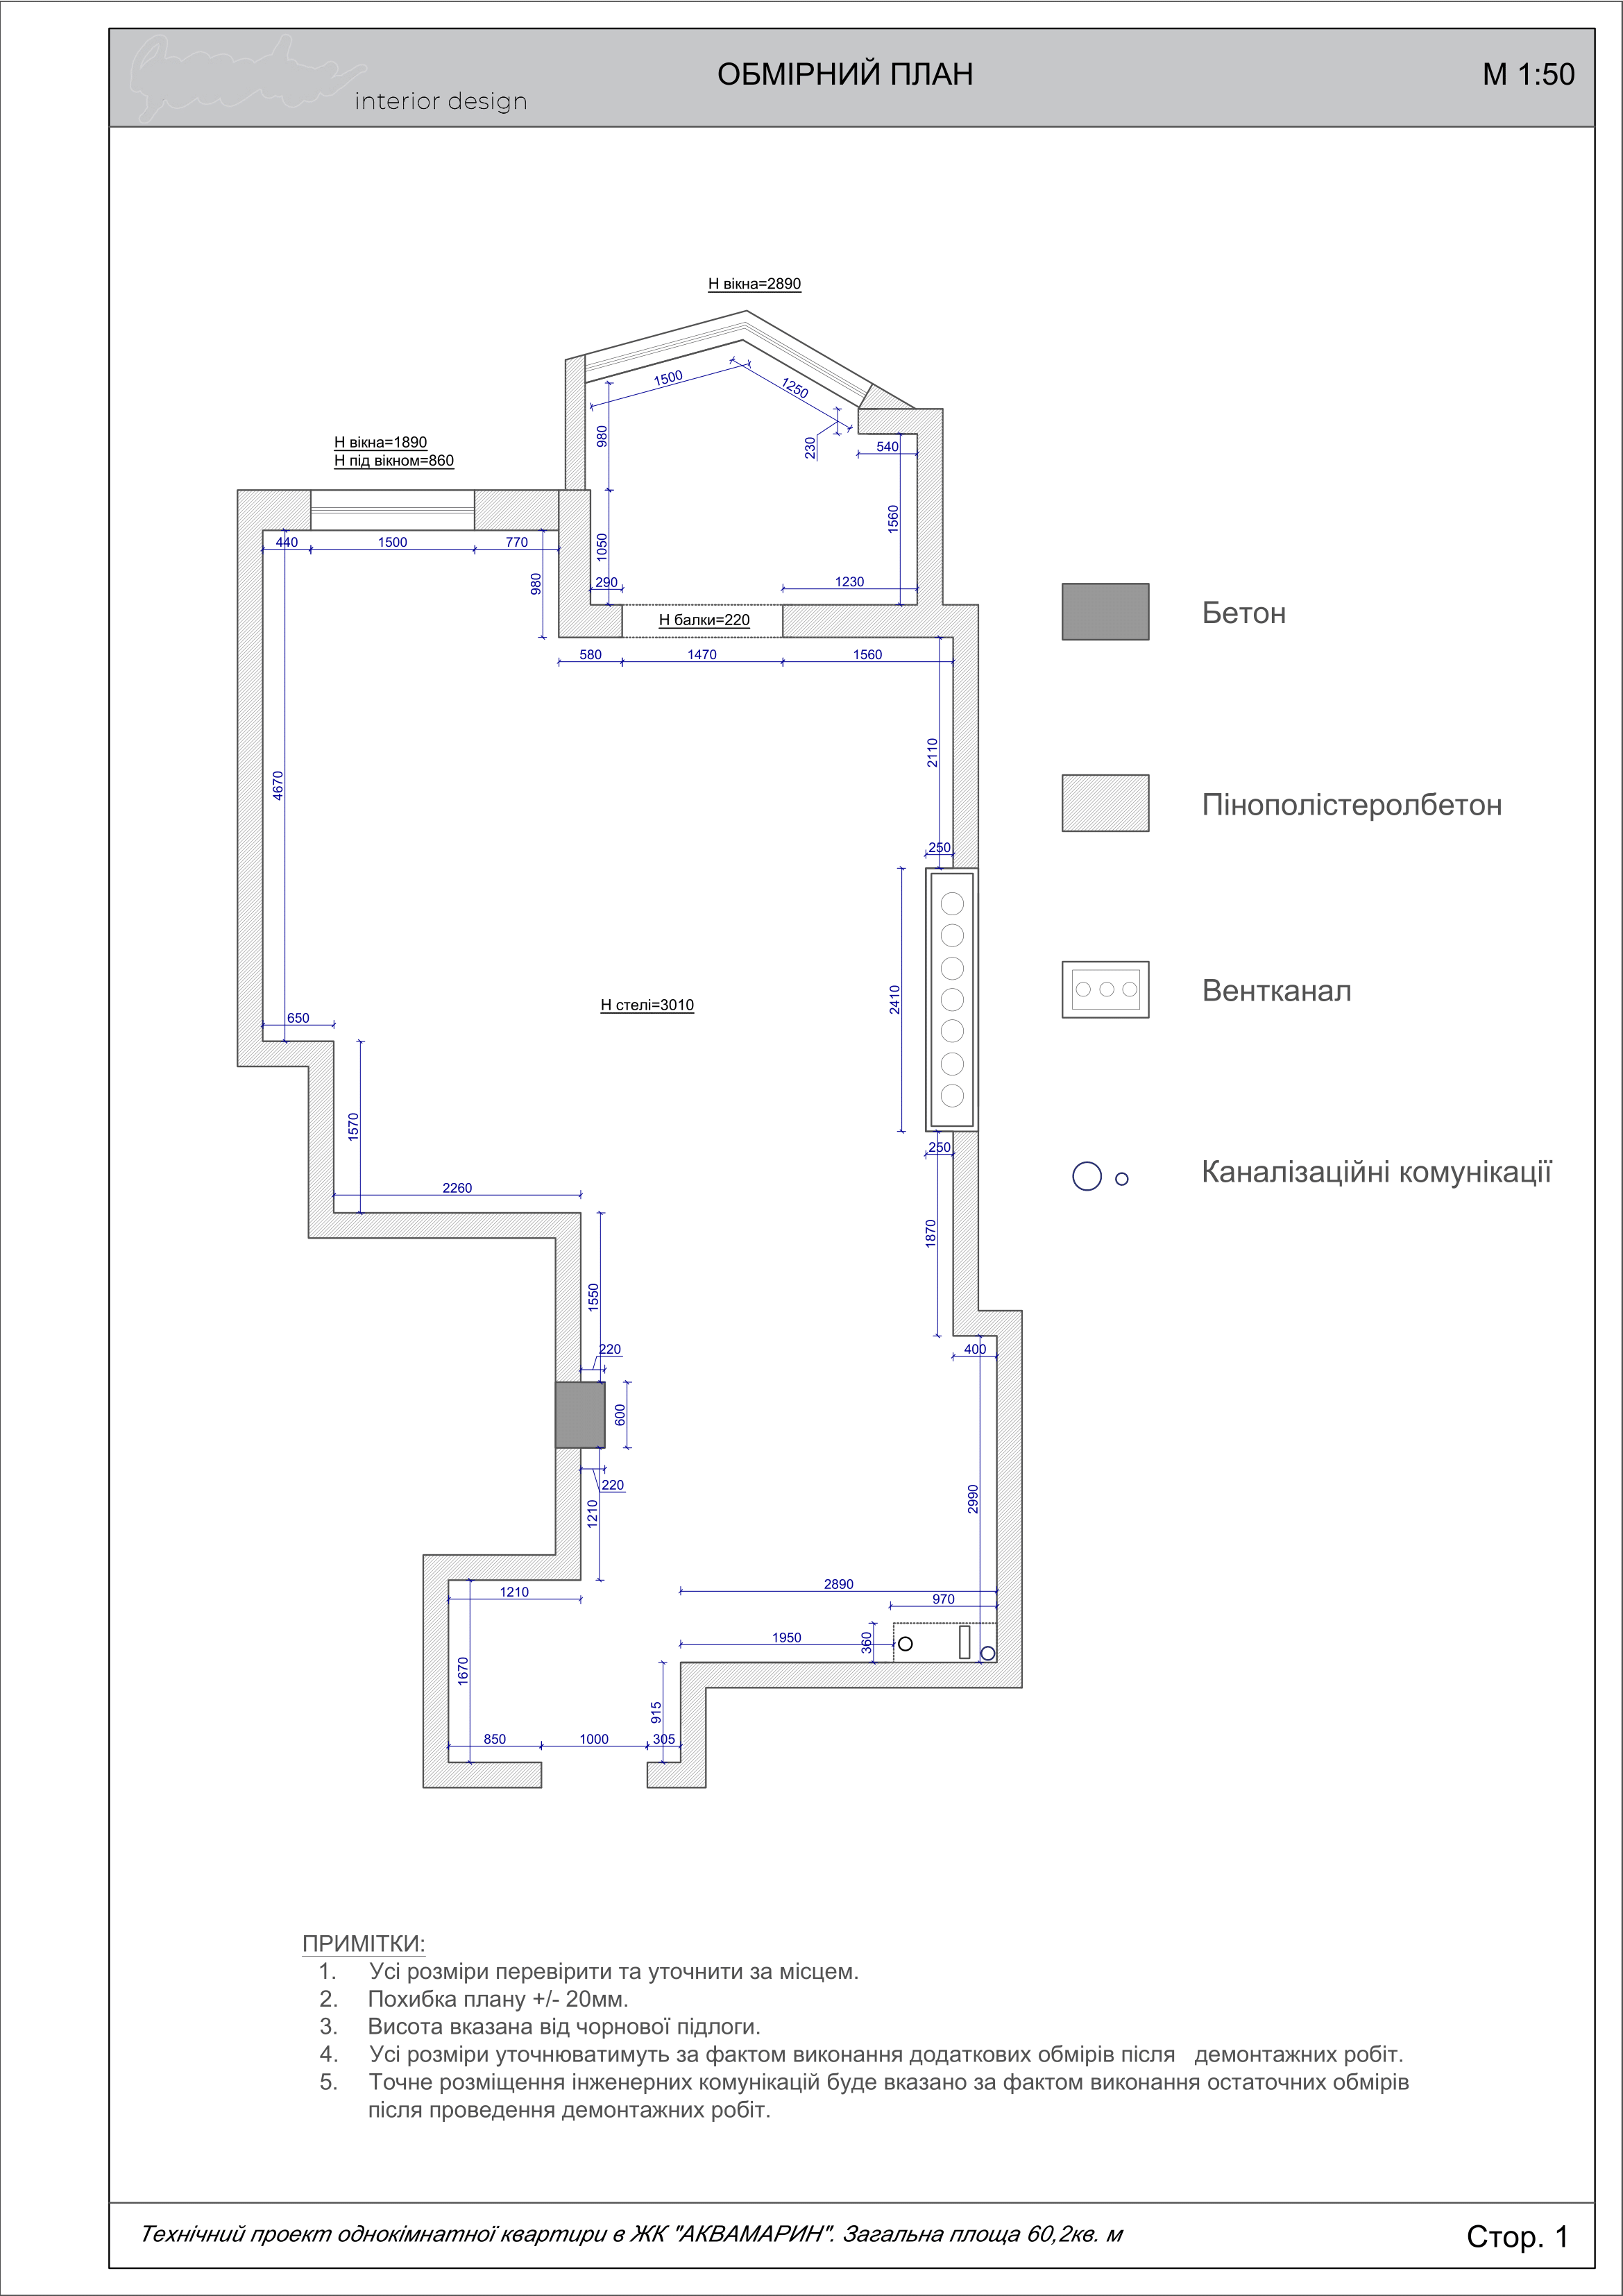 interior design
ОБМІРНИЙ ПЛАН
М 1:50
Н вікна=2890
1500
1250
980
230
540
Н вікна=1890
Н під вікном=860
1560
440
1500
770
1050
980
290
1230
Н балки=220
580
1470
1560
Бетон
2110
4670
Пінополістеролбетон
250
Н стелі=3010
2410
Вентканал
650
1570
250
Каналізаційні комунікації
2260
1870
1550
220
400
600
220
1210
2990
1210
2890
970
1950
360
1670
915
850
1000
305
ПРИМІТКИ:
1. Усі розміри перевірити та уточнити за місцем.
2. Похибка плану +/- 20мм.
3. Висота вказана від чорнової підлоги.
4. Усі розміри уточнюватимуть за фактом виконання додаткових обмірів після демонтажних робіт.
5. Точне розміщення інженерних комунікацій буде вказано за фактом виконання остаточних обмірів
після проведення демонтажних робіт.
Технічний проект однокімнатної квартири в ЖК "АКВАМАРИН". Загальна площа 60,2кв. м
Стор. 1